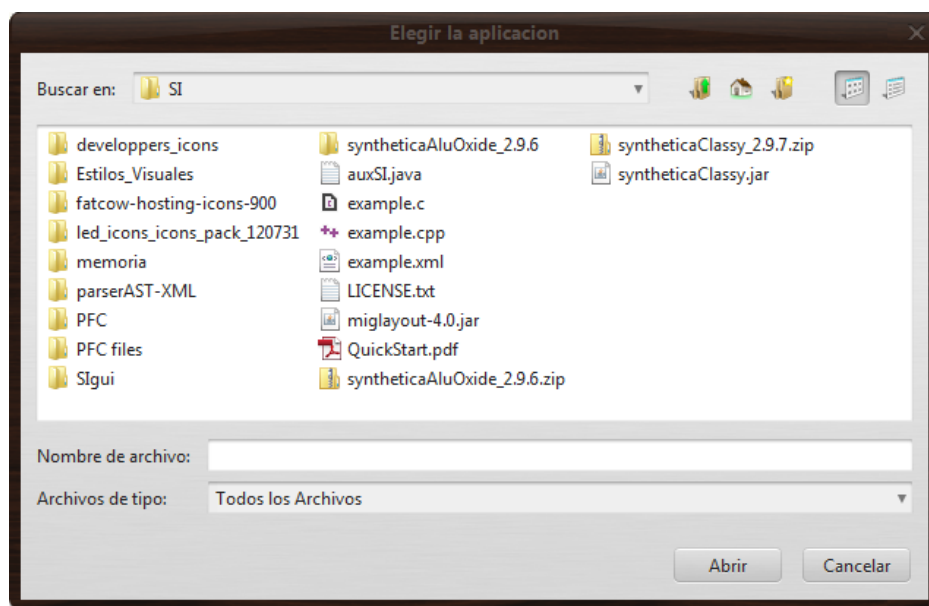 Elegir la aplicacion
Buscar en: SI
developpers_icons
Estilos_Visuales
fatcow-hosting-icons-900
led_icons_icons_pack_120731
memoria
parserAST-XML
PFC
PFC files
SIgui
syntheticaAluOxide_2.9.6
auxSI.java
example.c
example.cpp
example.xml
LICENSE.txt
miglayout-4.0.jar
QuickStart.pdf
syntheticaAluOxide_2.9.6.zip
syntheticaClassy_2.9.7.zip
syntheticaClassy.jar
Nombre de archivo:
Archivos de tipo: Todos los Archivos
Abrir Cancelar